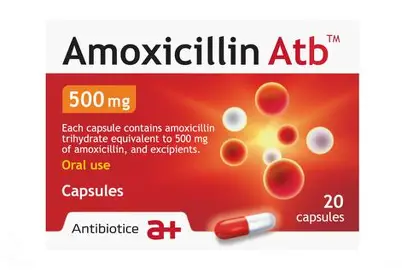 Amoxicillin Atb™
500 mg
Each capsule contains amoxicillin
trihydrate equivalent to 500 mg
of amoxicillin, and excipients.
Oral use
Capsules
20
capsules
Antibiotice a+